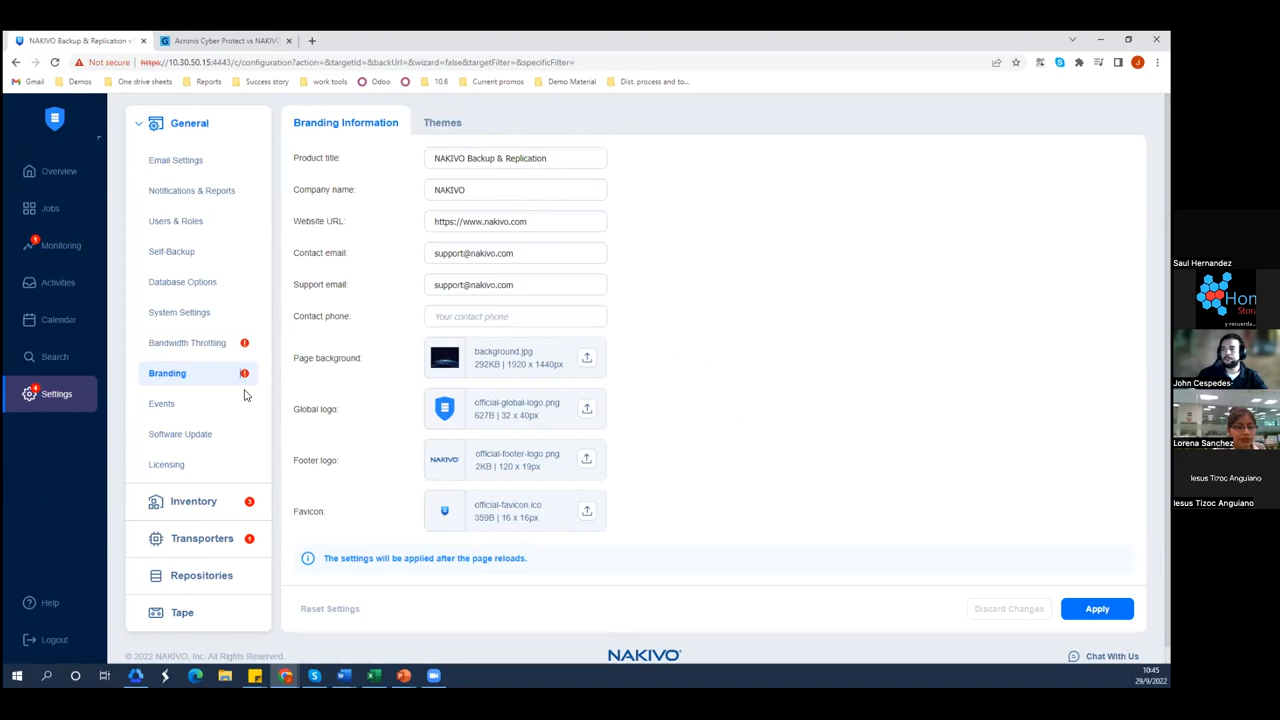 NAKIVO Backup & Replication v
Acronis Cyber Protect vs NAKIVO
Not secure
https://10.30.50.15:4443/c/configuration?action=&targetId=&backUrl=&wizard=false&targetFilter=&specificFilter=
J
Gmail
Demos
One drive sheets
Reports
Success story
work tools
Odoo
10.6
Current promos
Demo Material
Dist. process and to...
Overview
Jobs
1
Monitoring
Activities
Calendar
Search
4
Settings
Help
Logout
General
Email Settings
Notifications & Reports
Users & Roles
Self-Backup
Database Options
System Settings
Bandwidth Throttling
Branding
Events
Software Update
Licensing
Inventory 3
Transporters 1
Repositories
Tape
Branding Information
Themes
Product title: NAKIVO Backup & Replication
Company name: NAKIVO
Website URL: https://www.nakivo.com
Contact email: support@nakivo.com
Support email: support@nakivo.com
Contact phone: Your contact phone
Page background:
background.jpg
292KB | 1920 x 1440px
Global logo:
official-global-logo.png
627B | 32 x 40px
Footer logo:
NAKIVO
official-footer-logo.png
2KB | 120 x 19px
Favicon:
official-favicon.ico
359B | 16 x 16px
The settings will be applied after the page reloads.
Reset Settings
Discard Changes
Apply
© 2022 NAKIVO, Inc. All Rights Reserved.
NAKIVO
Chat With Us
10:45
29/9/2022
Saul Hernandez
Hon
Stora
y recuerda...
John Cespedes
Lorena Sanchez
Iesus Tizoc Anguiano
Iesus Tizoc Anguiano